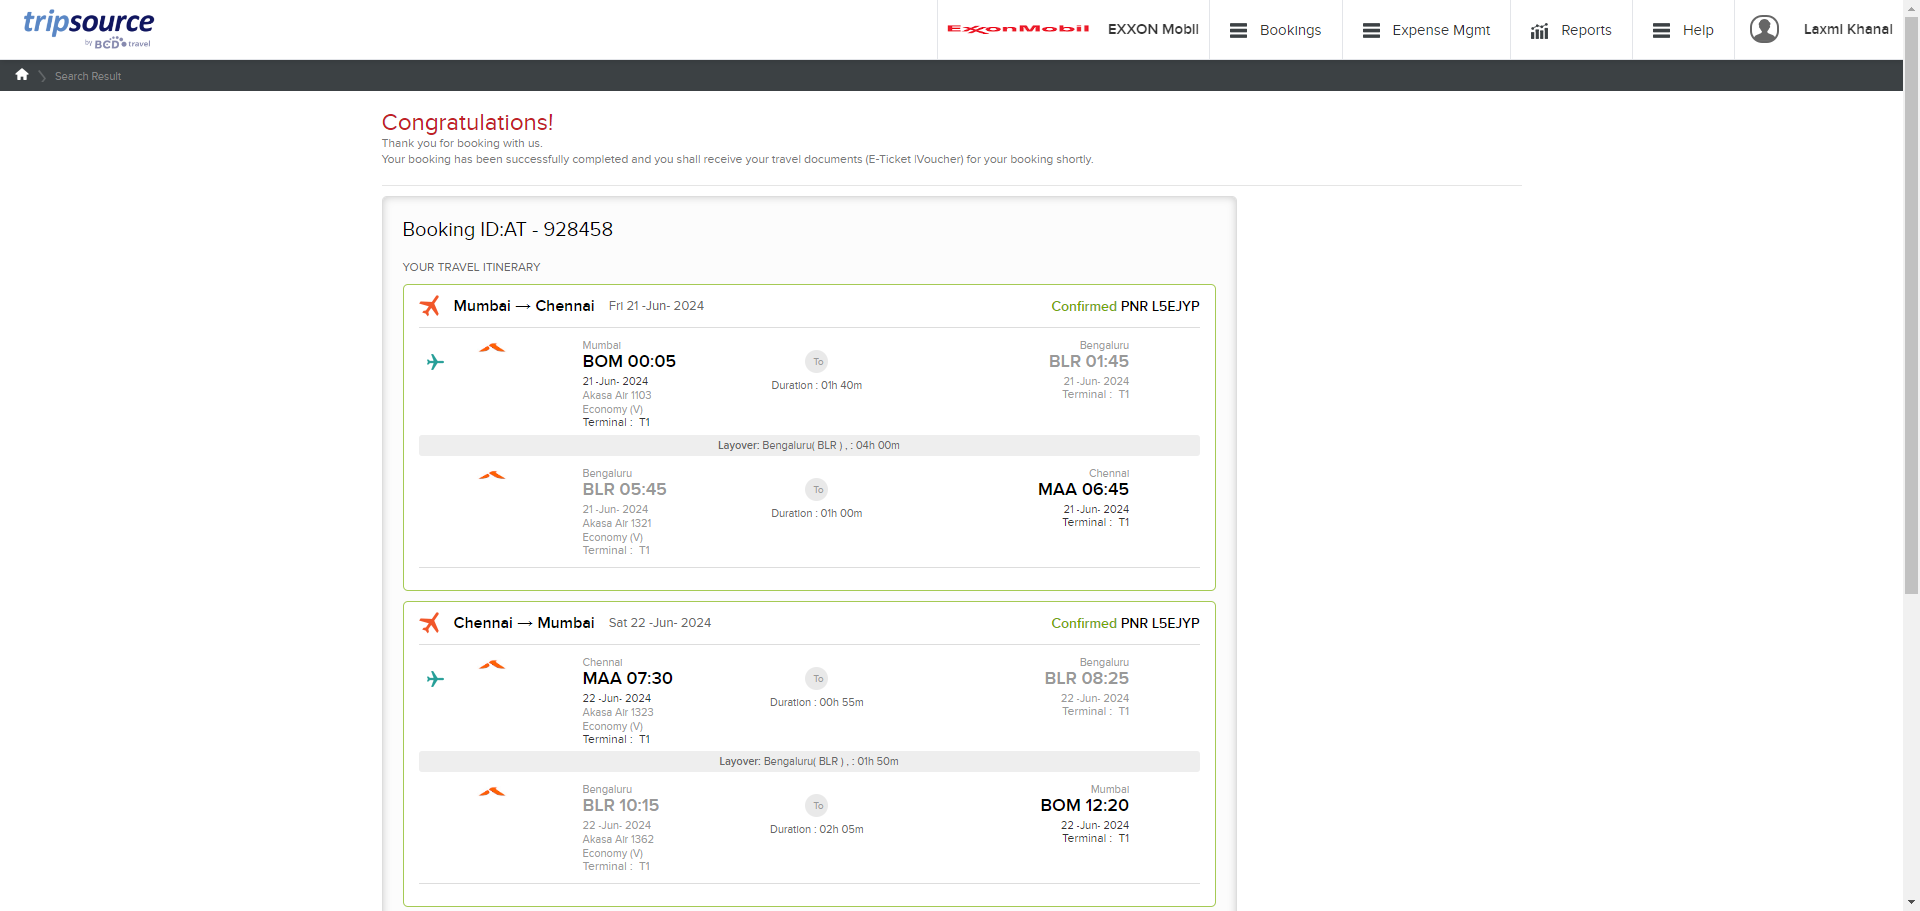 tripsource
by BCD travel
ExxonMobil
EXXON Mobil
Bookings
Expense Mgmt
Reports
Help
Laxmi Khanal
Search Result
Congratulations!
Thank you for booking with us.
Your booking has been successfully completed and you shall receive your travel documents (E-Ticket |Voucher) for your booking shortly.
Booking ID:AT - 928458
YOUR TRAVEL ITINERARY
Mumbai → Chennai Fri 21 -Jun- 2024 Confirmed PNR L5EJYP
Mumbai
BOM 00:05
21 -Jun- 2024
Akasa Air 1103
Economy (V)
Terminal : T1
To
Duration : 01h 40m
Bengaluru
BLR 01:45
21 -Jun- 2024
Terminal : T1
Layover: Bengaluru( BLR ) , : 04h 00m
Bengaluru
BLR 05:45
21 -Jun- 2024
Akasa Air 1321
Economy (V)
Terminal : T1
To
Duration : 01h 00m
Chennai
MAA 06:45
21 -Jun- 2024
Terminal : T1
Chennai → Mumbai Sat 22 -Jun- 2024 Confirmed PNR L5EJYP
Chennai
MAA 07:30
22 -Jun- 2024
Akasa Air 1323
Economy (V)
Terminal : T1
To
Duration : 00h 55m
Bengaluru
BLR 08:25
22 -Jun- 2024
Terminal : T1
Layover: Bengaluru( BLR ) , : 01h 50m
Bengaluru
BLR 10:15
22 -Jun- 2024
Akasa Air 1362
Economy (V)
Terminal : T1
To
Duration : 02h 05m
Mumbai
BOM 12:20
22 -Jun- 2024
Terminal : T1